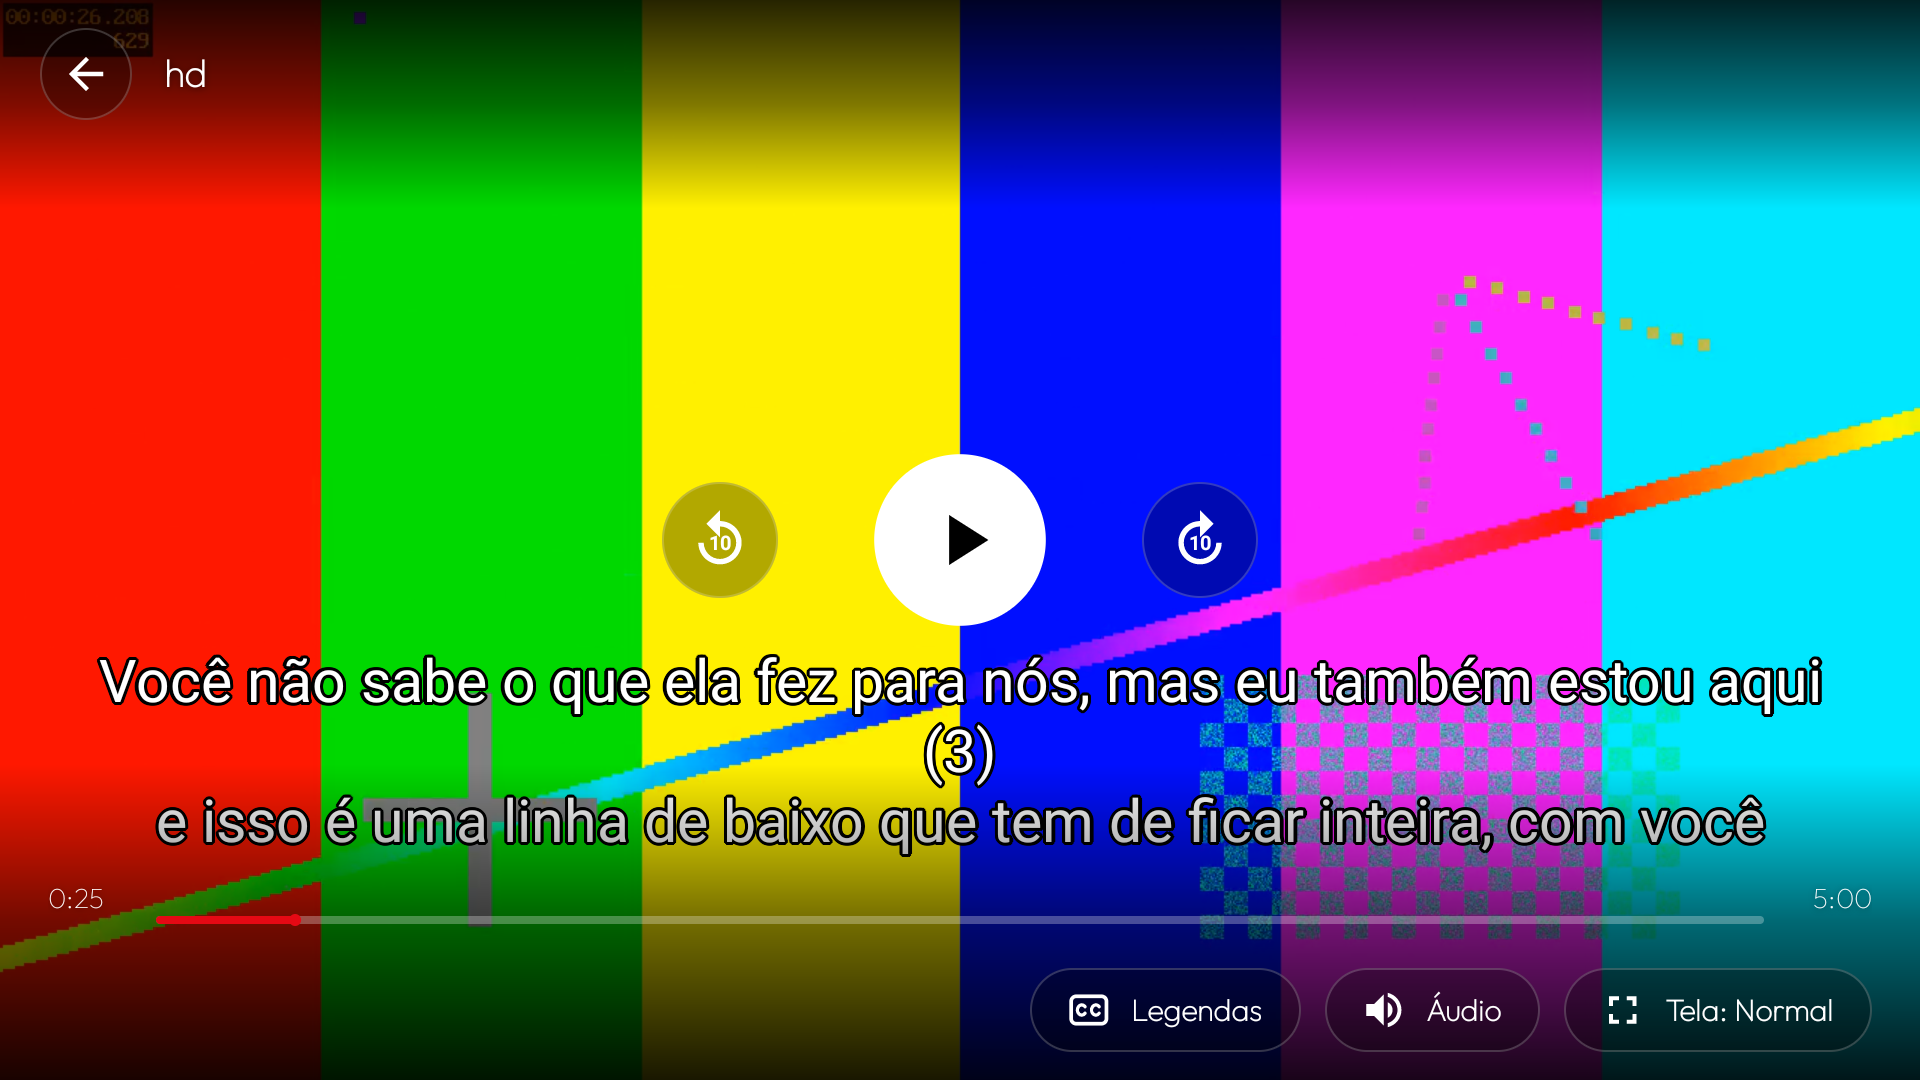 00:00:26.208
629
hd
10
10
Você não sabe o que ela fez para nós, mas eu também estou aqui
(3)
e isso é uma linha de baixo que tem de ficar inteira, com você
0:25
5:00
CC Legendas
Áudio
Tela: Normal